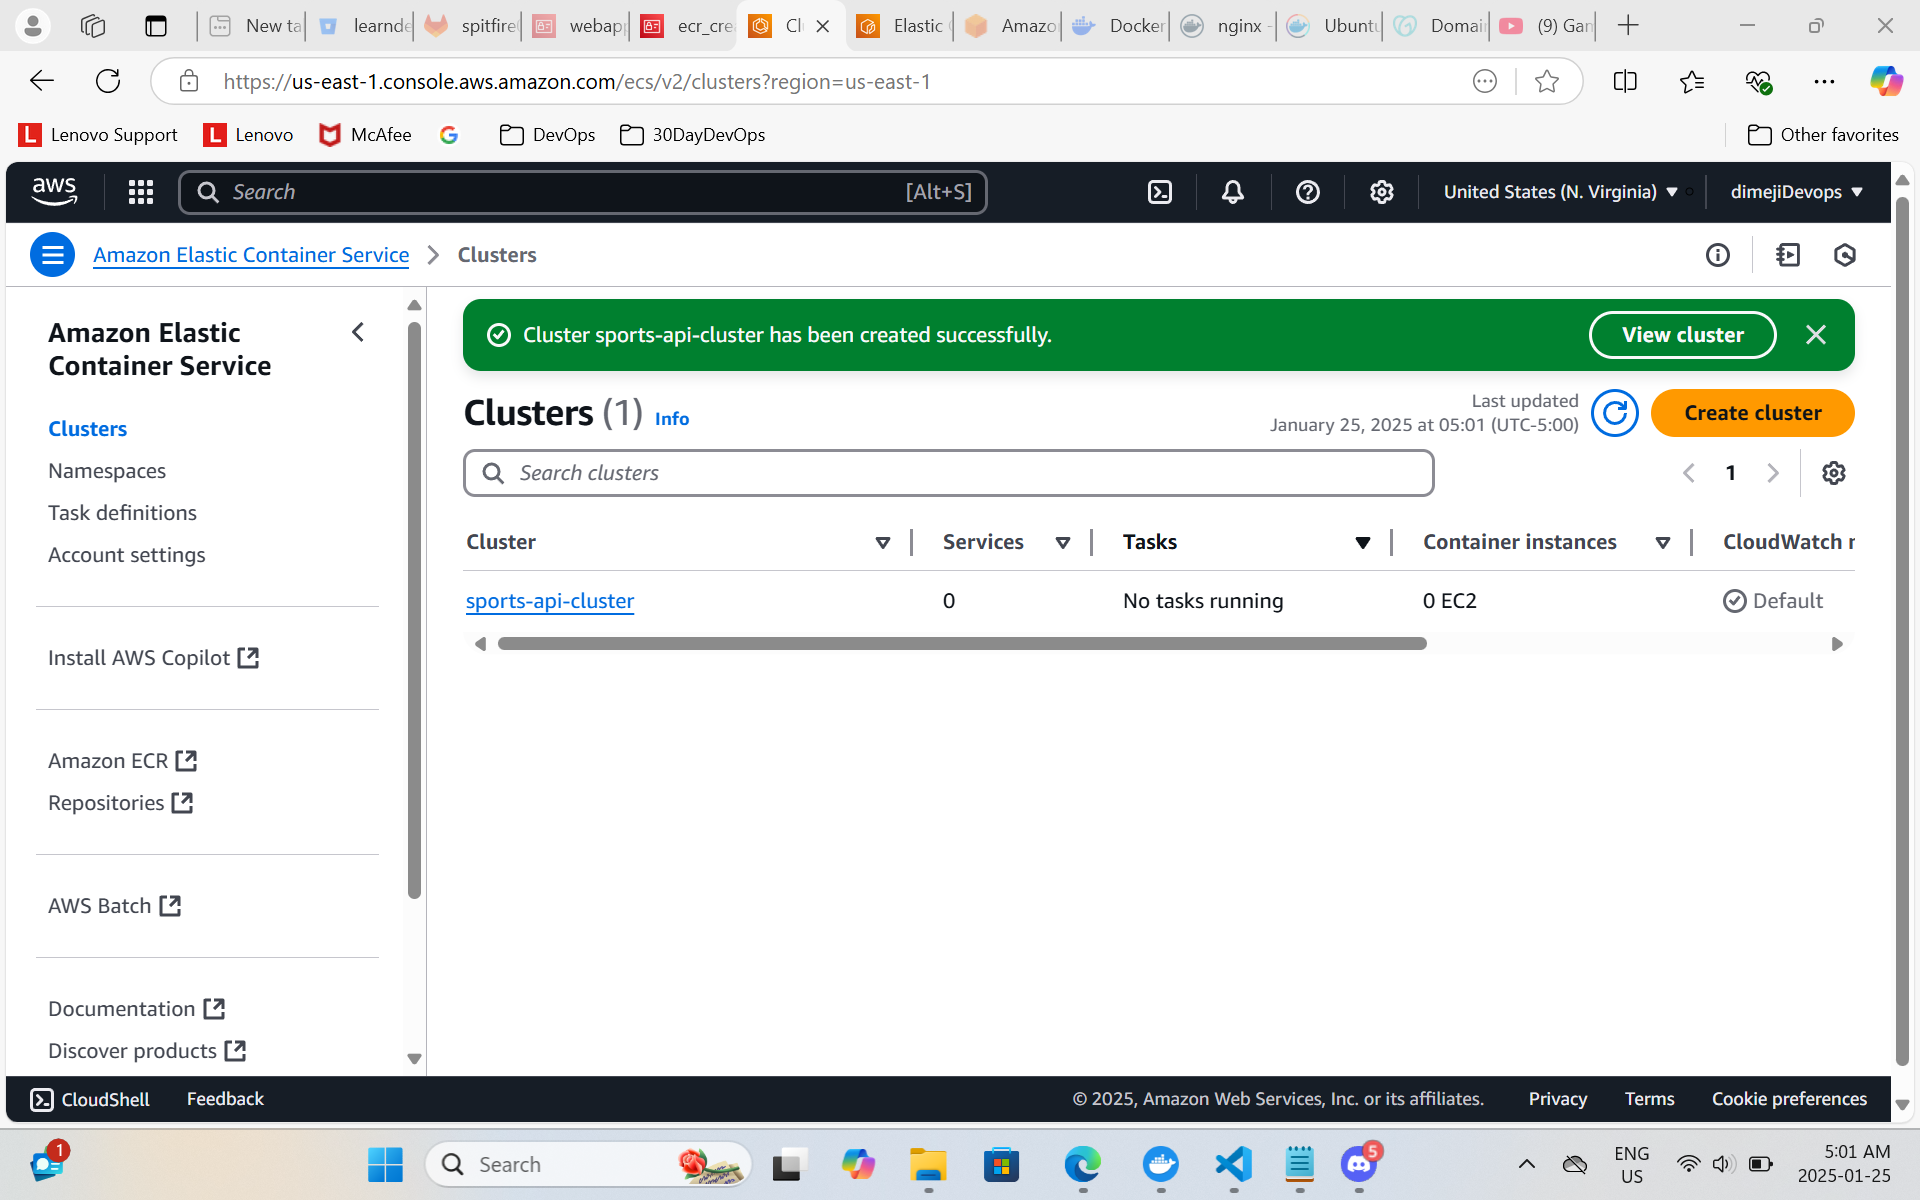 New ta
learnde
spitfire
webapp
ecr_cre
Cl
Elastic
Amazo
Docker
nginx -
Ubunt
Domai
(9) Gan
https://us-east-1.console.aws.amazon.com/ecs/v2/clusters?region=us-east-1
Lenovo Support
Lenovo
McAfee
DevOps
30DayDevOps
Other favorites
aws
Search
[Alt+S]
United States (N. Virginia)
dimejiDevops
Amazon Elastic Container Service
Clusters
Amazon Elastic
Container Service
Clusters
Namespaces
Task definitions
Account settings
Install AWS Copilot
Amazon ECR
Repositories
AWS Batch
Documentation
Discover products
Cluster sports-api-cluster has been created successfully.
View cluster
Clusters (1) Info
Last updated
January 25, 2025 at 05:01 (UTC-5:00)
Create cluster
Search clusters
1
Cluster Services Tasks Container instances CloudWatch
sports-api-cluster 0 No tasks running 0 EC2 Default
CloudShell
Feedback
© 2025, Amazon Web Services, Inc. or its affiliates.
Privacy
Terms
Cookie preferences
1
Search
5
ENG
US
5:01 AM
2025-01-25